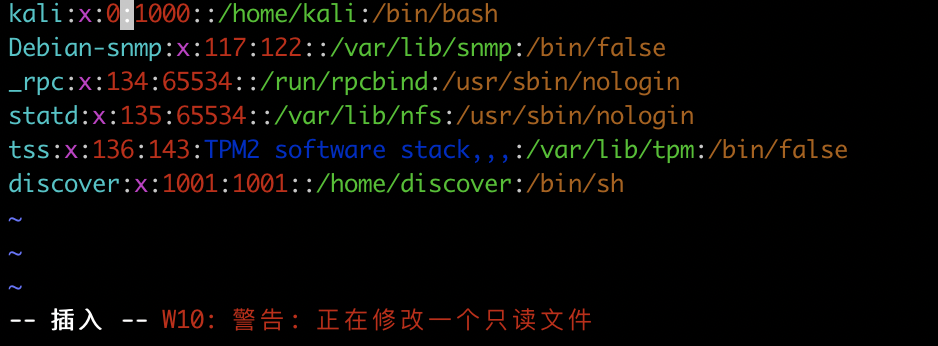 kali:x:0:1000::/home/kali:/bin/bash
Debian-snmp:x:117:122::/var/lib/snmp:/bin/false
_rpc:x:134:65534::/run/rpcbind:/usr/sbin/nologin
statd:x:135:65534::/var/lib/nfs:/usr/sbin/nologin
tss:x:136:143:TPM2 software stack,,,:/var/lib/tpm:/bin/false
discover:x:1001:1001::/home/discover:/bin/sh
~
~
~
-- 插入 -- W10: 警告: 正在修改一个只读文件